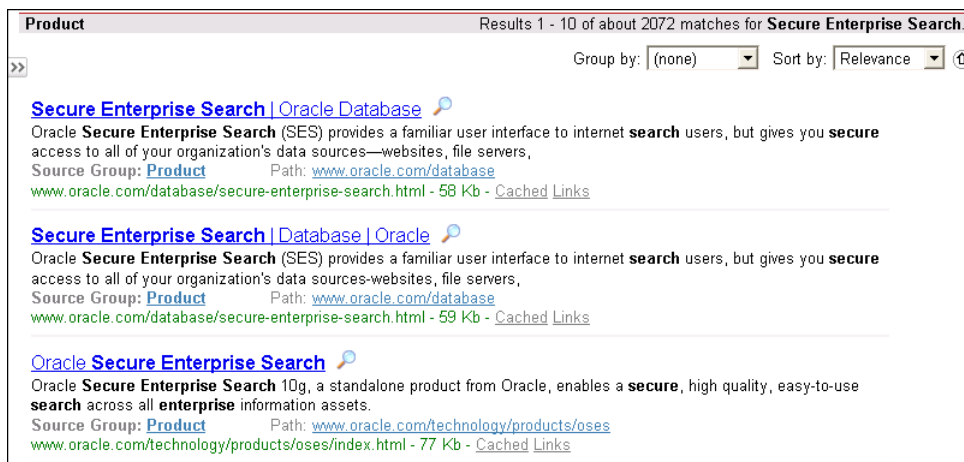 Product Results 1 - 10 of about 2072 matches for Secure Enterprise Search.
Group by: (none) Sort by: Relevance
Secure Enterprise Search | Oracle Database
Oracle Secure Enterprise Search (SES) provides a familiar user interface to internet search users, but gives you secure
access to all of your organization's data sources—websites, file servers,
Source Group: Product Path: www.oracle.com/database
www.oracle.com/database/secure-enterprise-search.html - 58 Kb - Cached Links
Secure Enterprise Search | Database | Oracle
Oracle Secure Enterprise Search (SES) provides a familiar user interface to internet search users, but gives you secure
access to all of your organization's data sources-websites, file servers,
Source Group: Product Path: www.oracle.com/database
www.oracle.com/database/secure-enterprise-search.html - 59 Kb - Cached Links
Oracle Secure Enterprise Search
Oracle Secure Enterprise Search 10g, a standalone product from Oracle, enables a secure, high quality, easy-to-use
search across all enterprise information assets.
Source Group: Product Path: www.oracle.com/technology/products/oses
www.oracle.com/technology/products/oses/index.html - 77 Kb - Cached Links